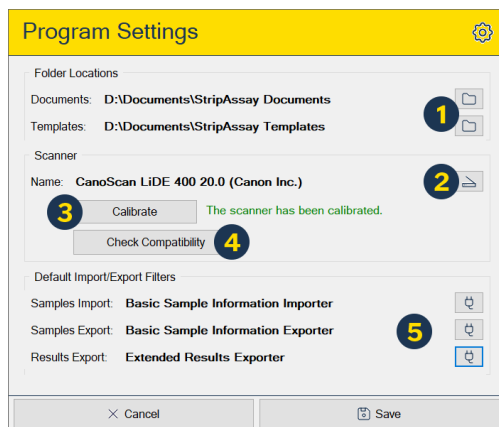 Program Settings
Folder Locations
Documents: D:\Documents\StripAssay Documents
Templates: D:\Documents\StripAssay Templates
1
Scanner
Name: CanoScan LiDE 400 20.0 (Canon Inc.)
2
3 Calibrate The scanner has been calibrated.
Check Compatibility 4
Default Import/Export Filters
Samples Import: Basic Sample Information Importer
Samples Export: Basic Sample Information Exporter
5
Results Export: Extended Results Exporter
Cancel Save